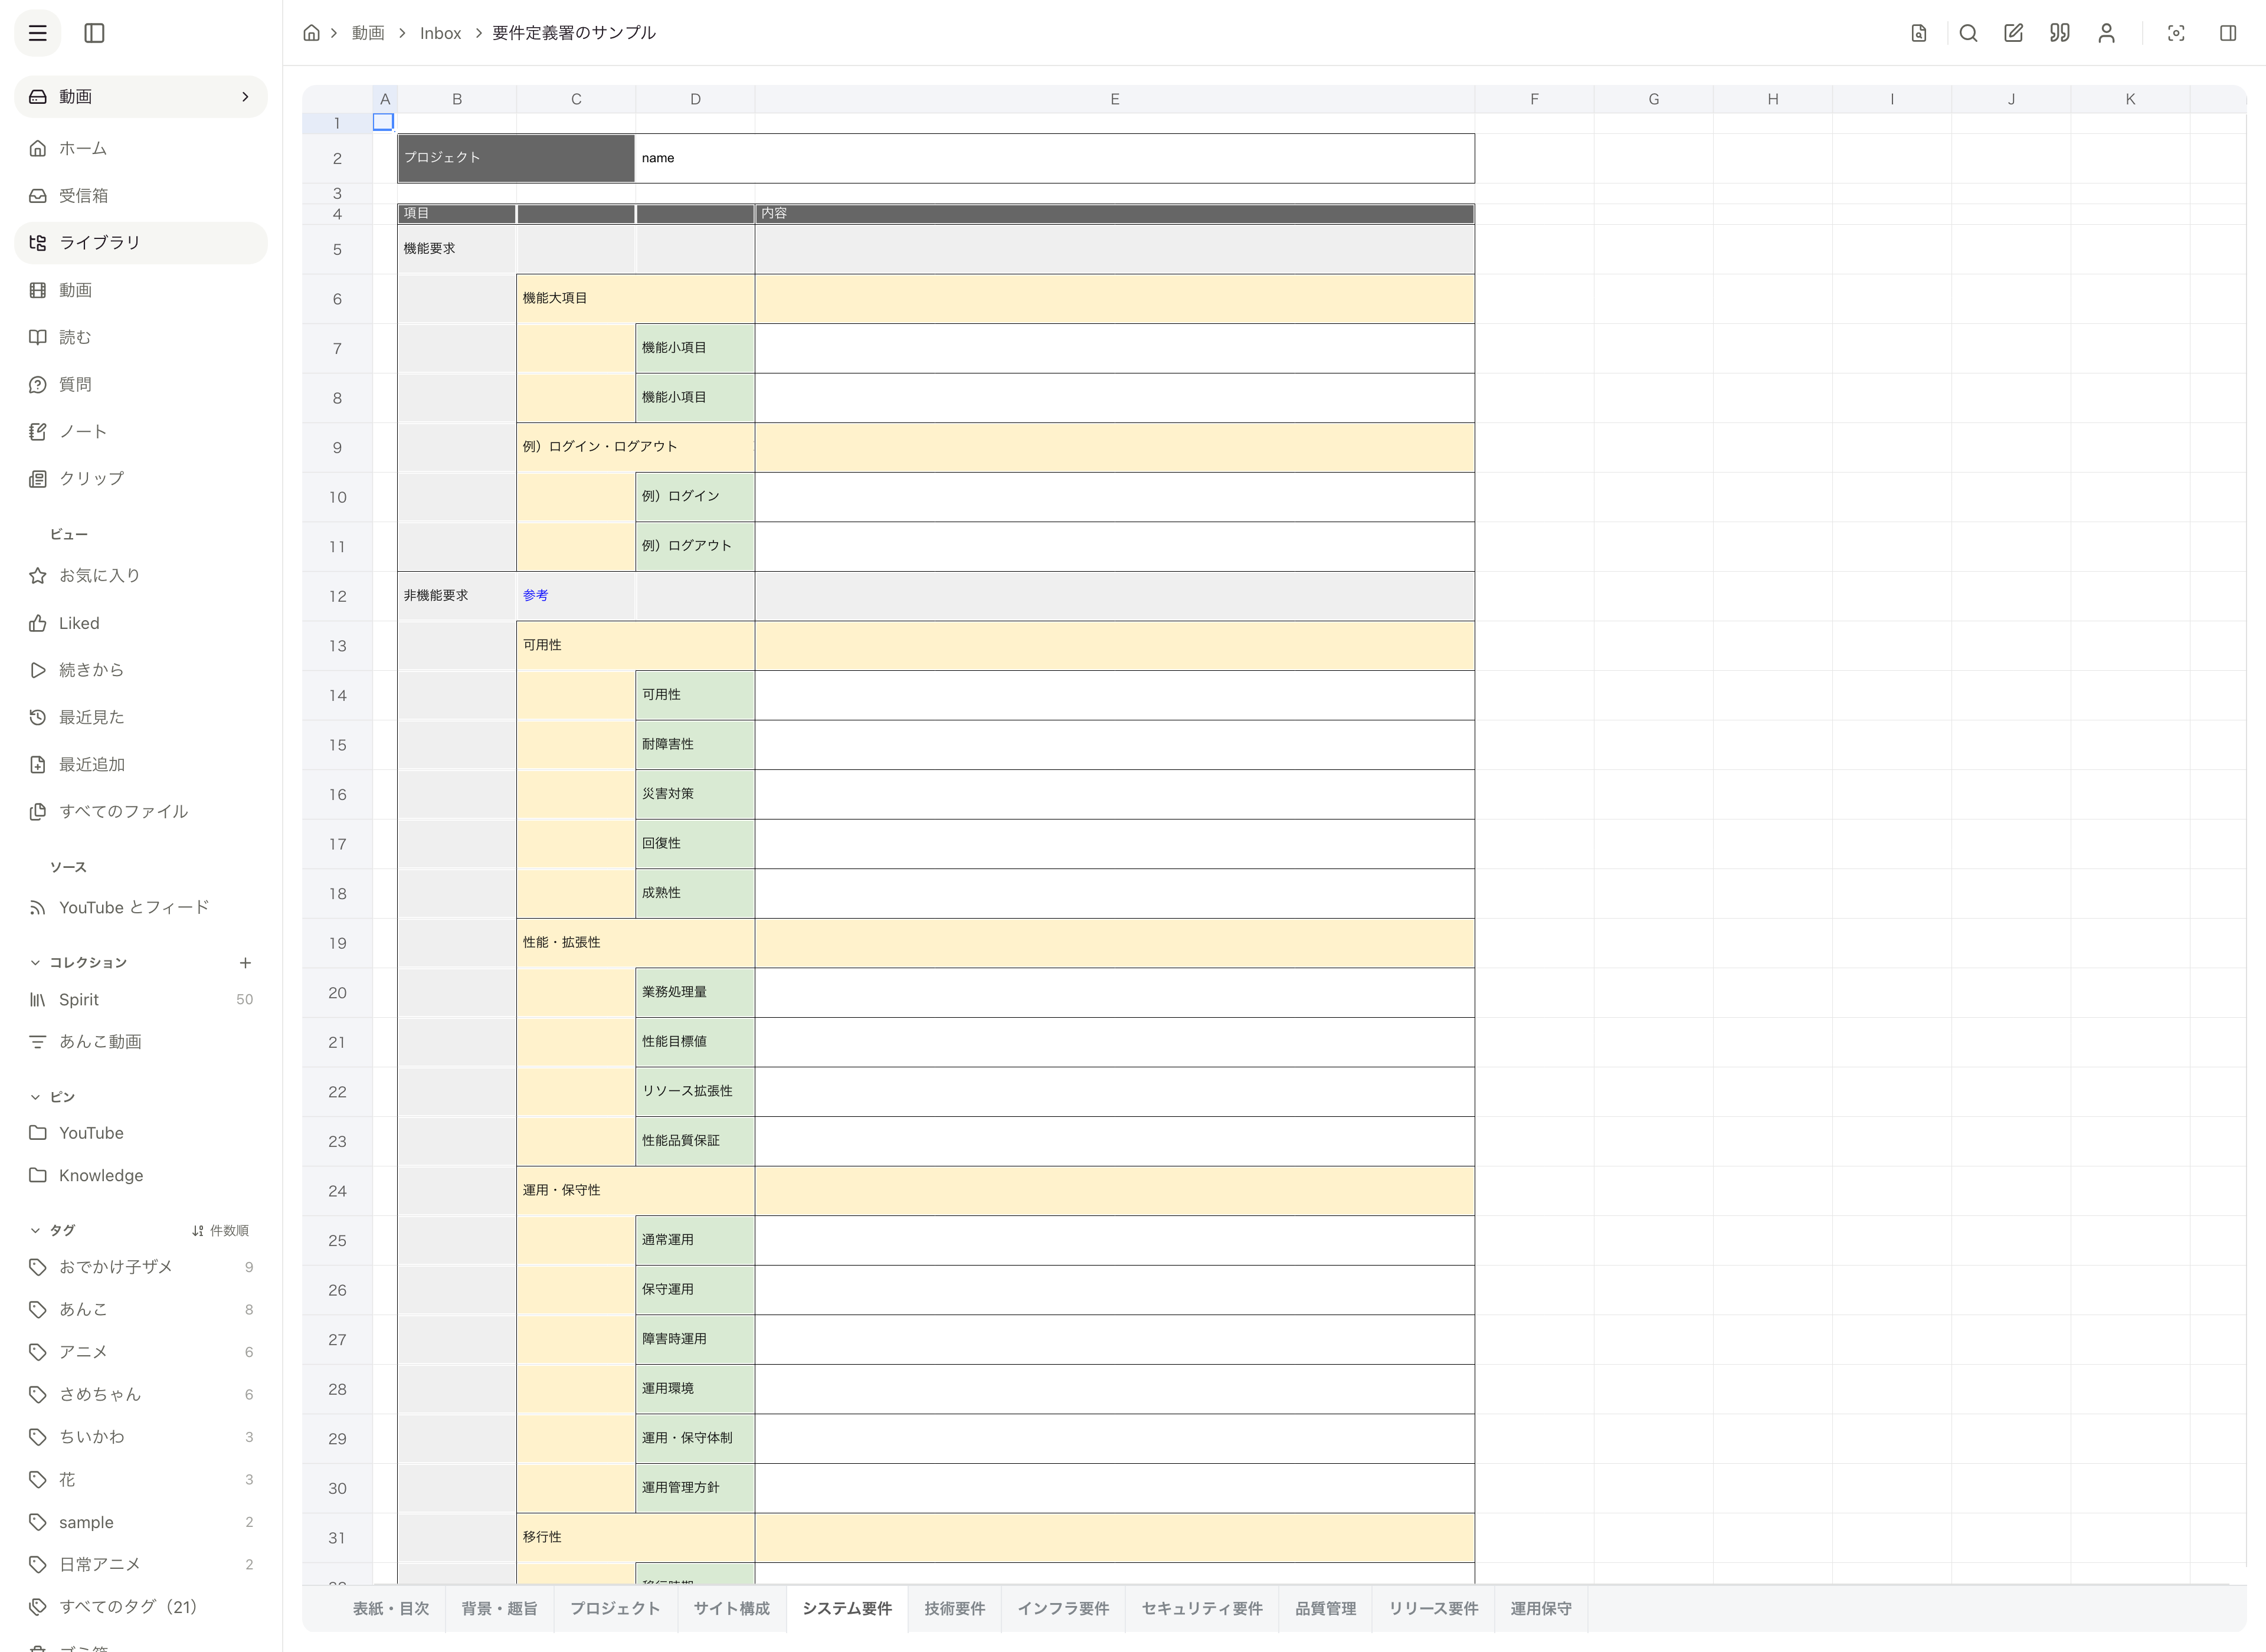 動画 > Inbox > 要件定義署のサンプル
動画
ホーム
受信箱
ライブラリ
動画
読む
質問
ノート
クリップ
ビュー
お気に入り
Liked
続きから
最近見た
最近追加
すべてのファイル
ソース
YouTube とフィード
コレクション
Spirit 50
あんこ動画
ピン
YouTube
Knowledge
タグ 件数順
おでかけ子ザメ 9
あんこ 8
アニメ 6
さめちゃん 6
ちいかわ 3
花 3
sample 2
日常アニメ 2
すべてのタグ（21）
A B C D E F G H I J K
1
2 プロジェクト name
3
4 項目 内容
5 機能要求
6 機能大項目
7 機能小項目
8 機能小項目
9 例）ログイン・ログアウト
10 例）ログイン
11 例）ログアウト
12 非機能要求 参考
13 可用性
14 可用性
15 耐障害性
16 災害対策
17 回復性
18 成熟性
19 性能・拡張性
20 業務処理量
21 性能目標値
22 リソース拡張性
23 性能品質保証
24 運用・保守性
25 通常運用
26 保守運用
27 障害時運用
28 運用環境
29 運用・保守体制
30 運用管理方針
31 移行性
表紙・目次 背景・趣旨 プロジェクト サイト構成 システム要件 技術要件 インフラ要件 セキュリティ要件 品質管理 リリース要件 運用保守